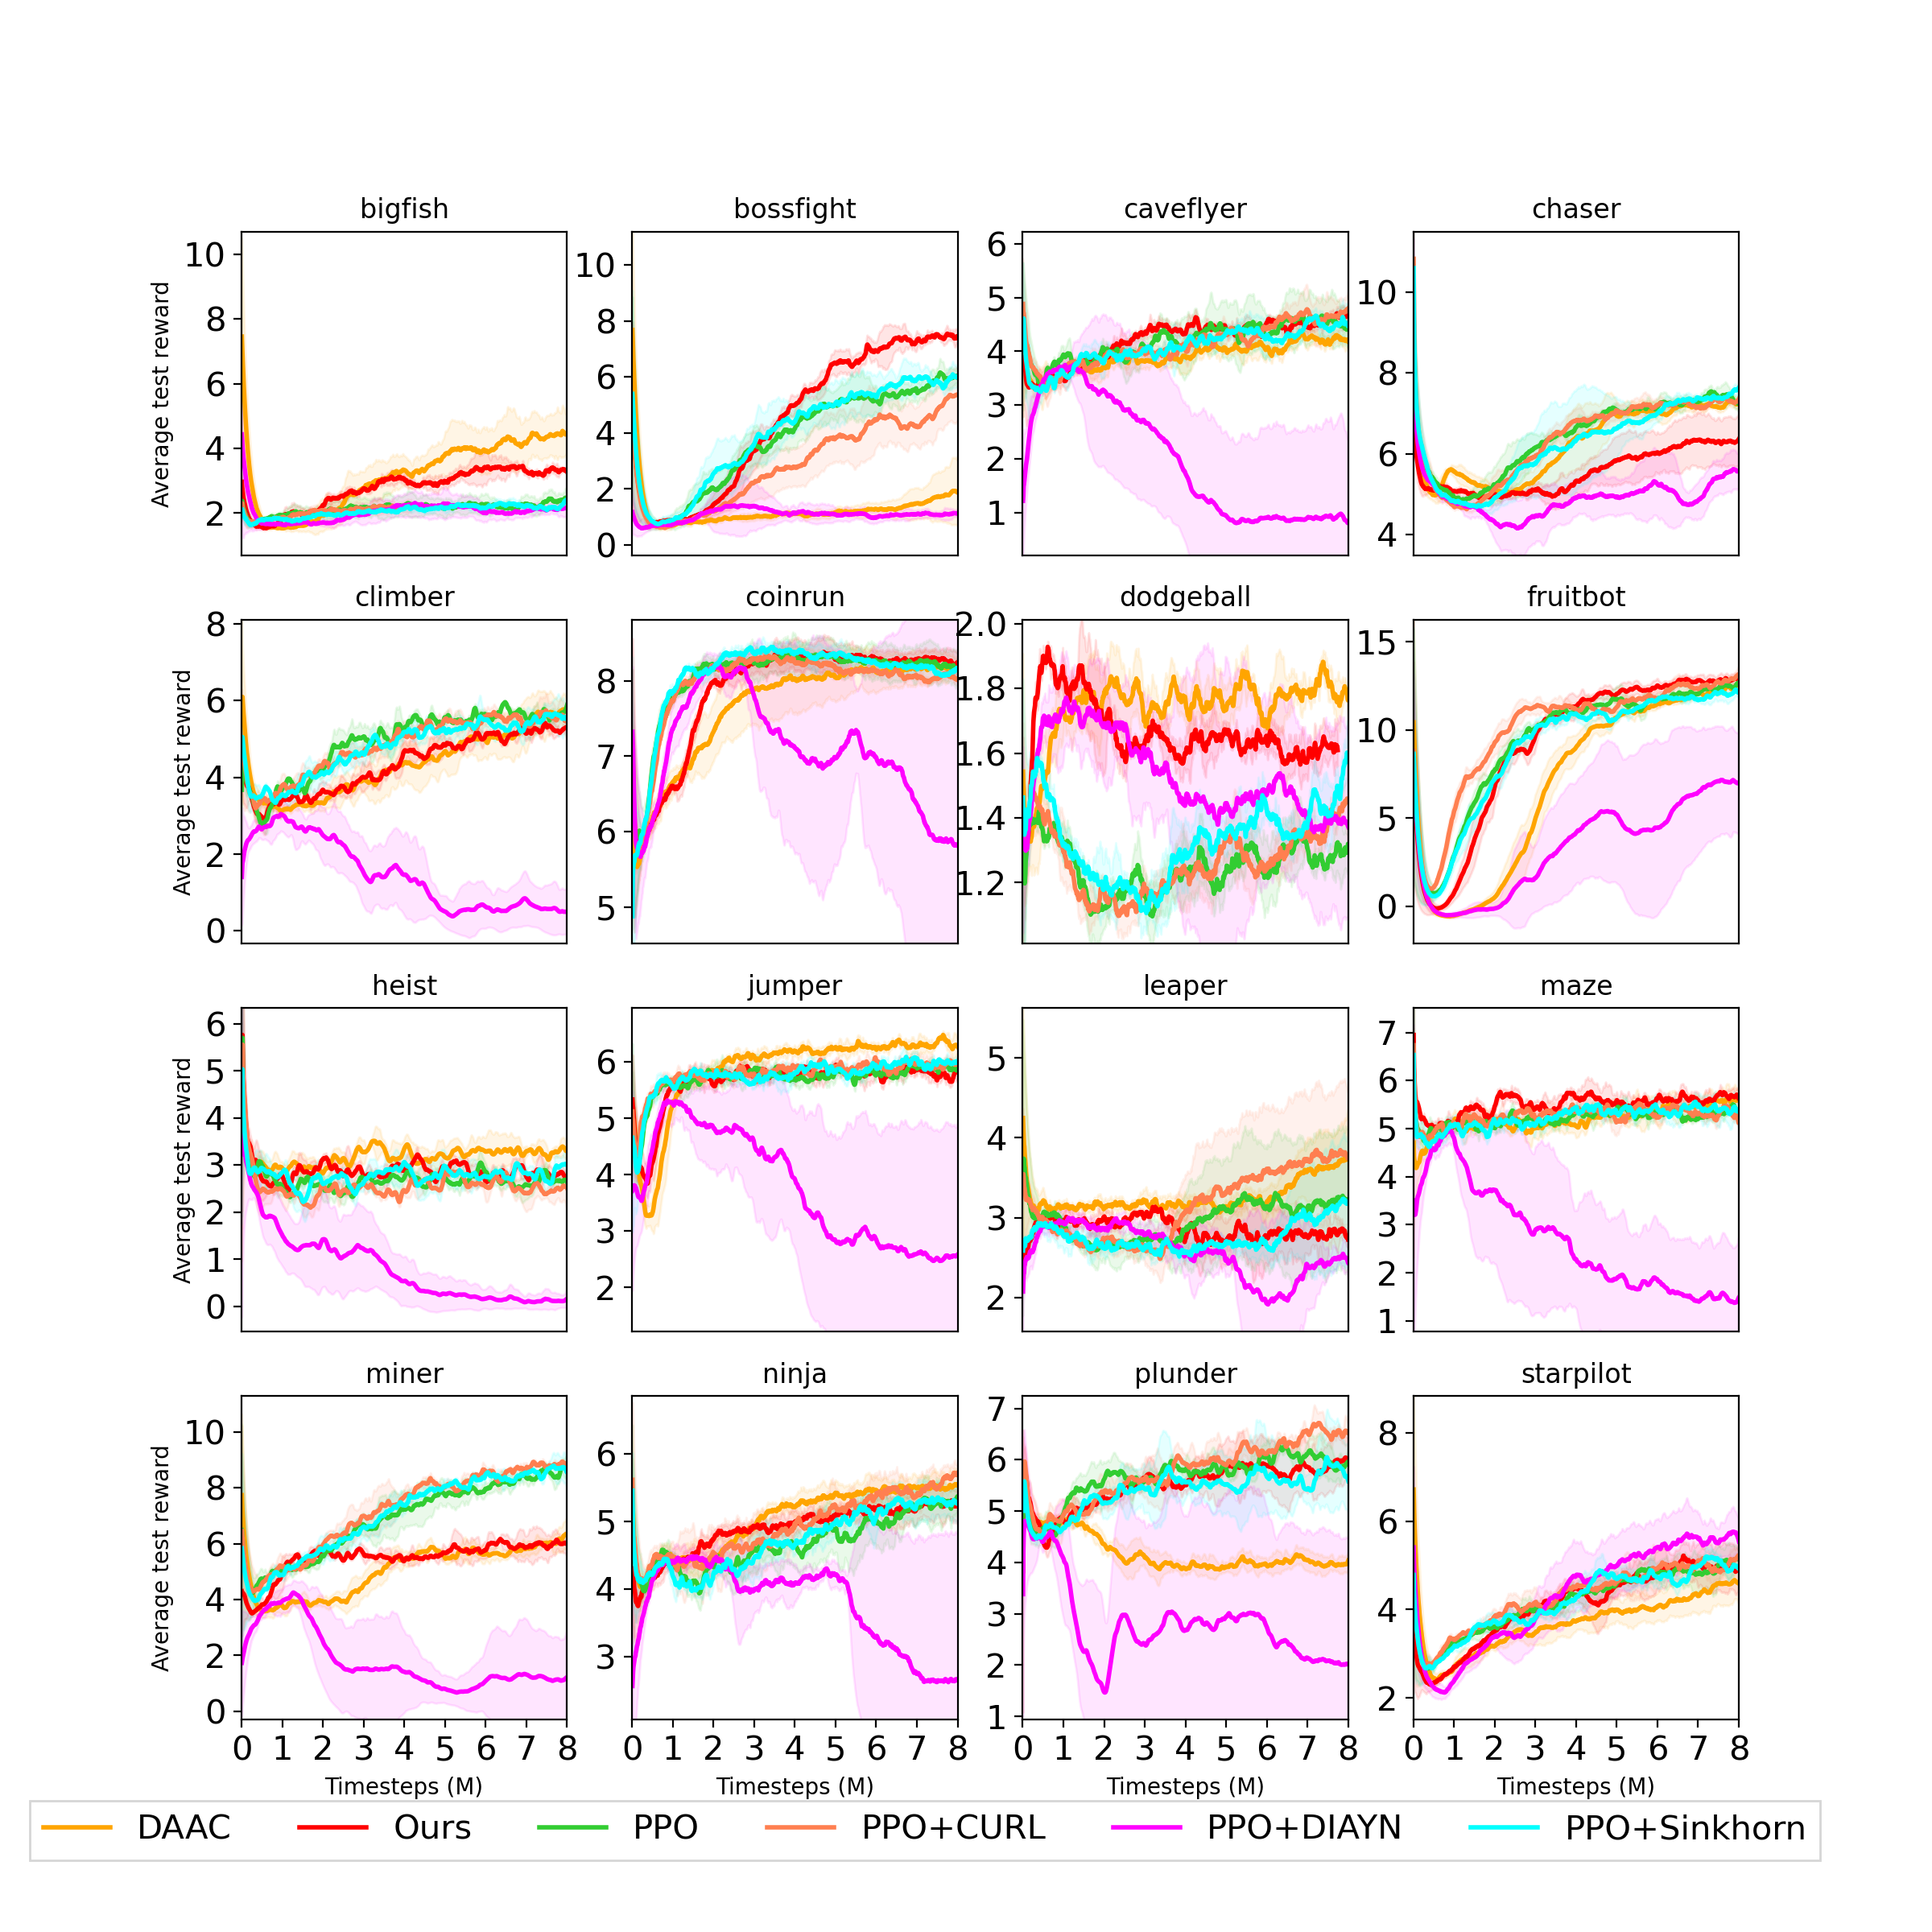 bigfish bossfight caveflyer chaser
Average test reward
10 8 6 4 2
10 8 6 4 2 0
6 5 4 3 2 1
10 8 6 4
climber coinrun dodgeball fruitbot
Average test reward
8 6 4 2 0
8 7 6 5
2.0 1.8 1.6 1.4 1.2
15 10 5 0
heist jumper leaper maze
Average test reward
6 5 4 3 2 1 0
6 5 4 3 2
5 4 3 2
7 6 5 4 3 2 1
miner ninja plunder starpilot
Average test reward
10 8 6 4 2 0
6 5 4 3
7 6 5 4 3 2 1
8 6 4 2
0 1 2 3 4 5 6 7 8 0 1 2 3 4 5 6 7 8 0 1 2 3 4 5 6 7 8 0 1 2 3 4 5 6 7 8
Timesteps (M) Timesteps (M) Timesteps (M) Timesteps (M)
DAAC Ours PPO PPO+CURL PPO+DIAYN PPO+Sinkhorn